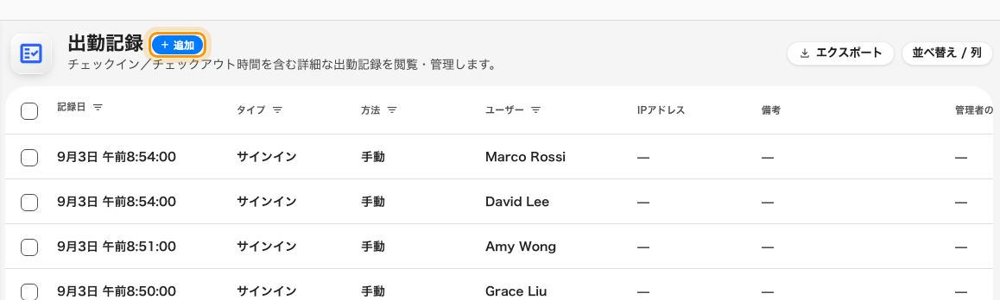 出勤記録 + 追加
チェックイン／チェックアウト時間を含む詳細な出勤記録を閲覧・管理します。
エクスポート 並べ替え / 列
記録日 タイプ 方法 ユーザー IPアドレス 備考 管理者の
9月3日 午前8:54:00 サインイン 手動 Marco Rossi — — —
9月3日 午前8:54:00 サインイン 手動 David Lee — — —
9月3日 午前8:51:00 サインイン 手動 Amy Wong — — —
9月3日 午前8:50:00 サインイン 手動 Grace Liu — — —